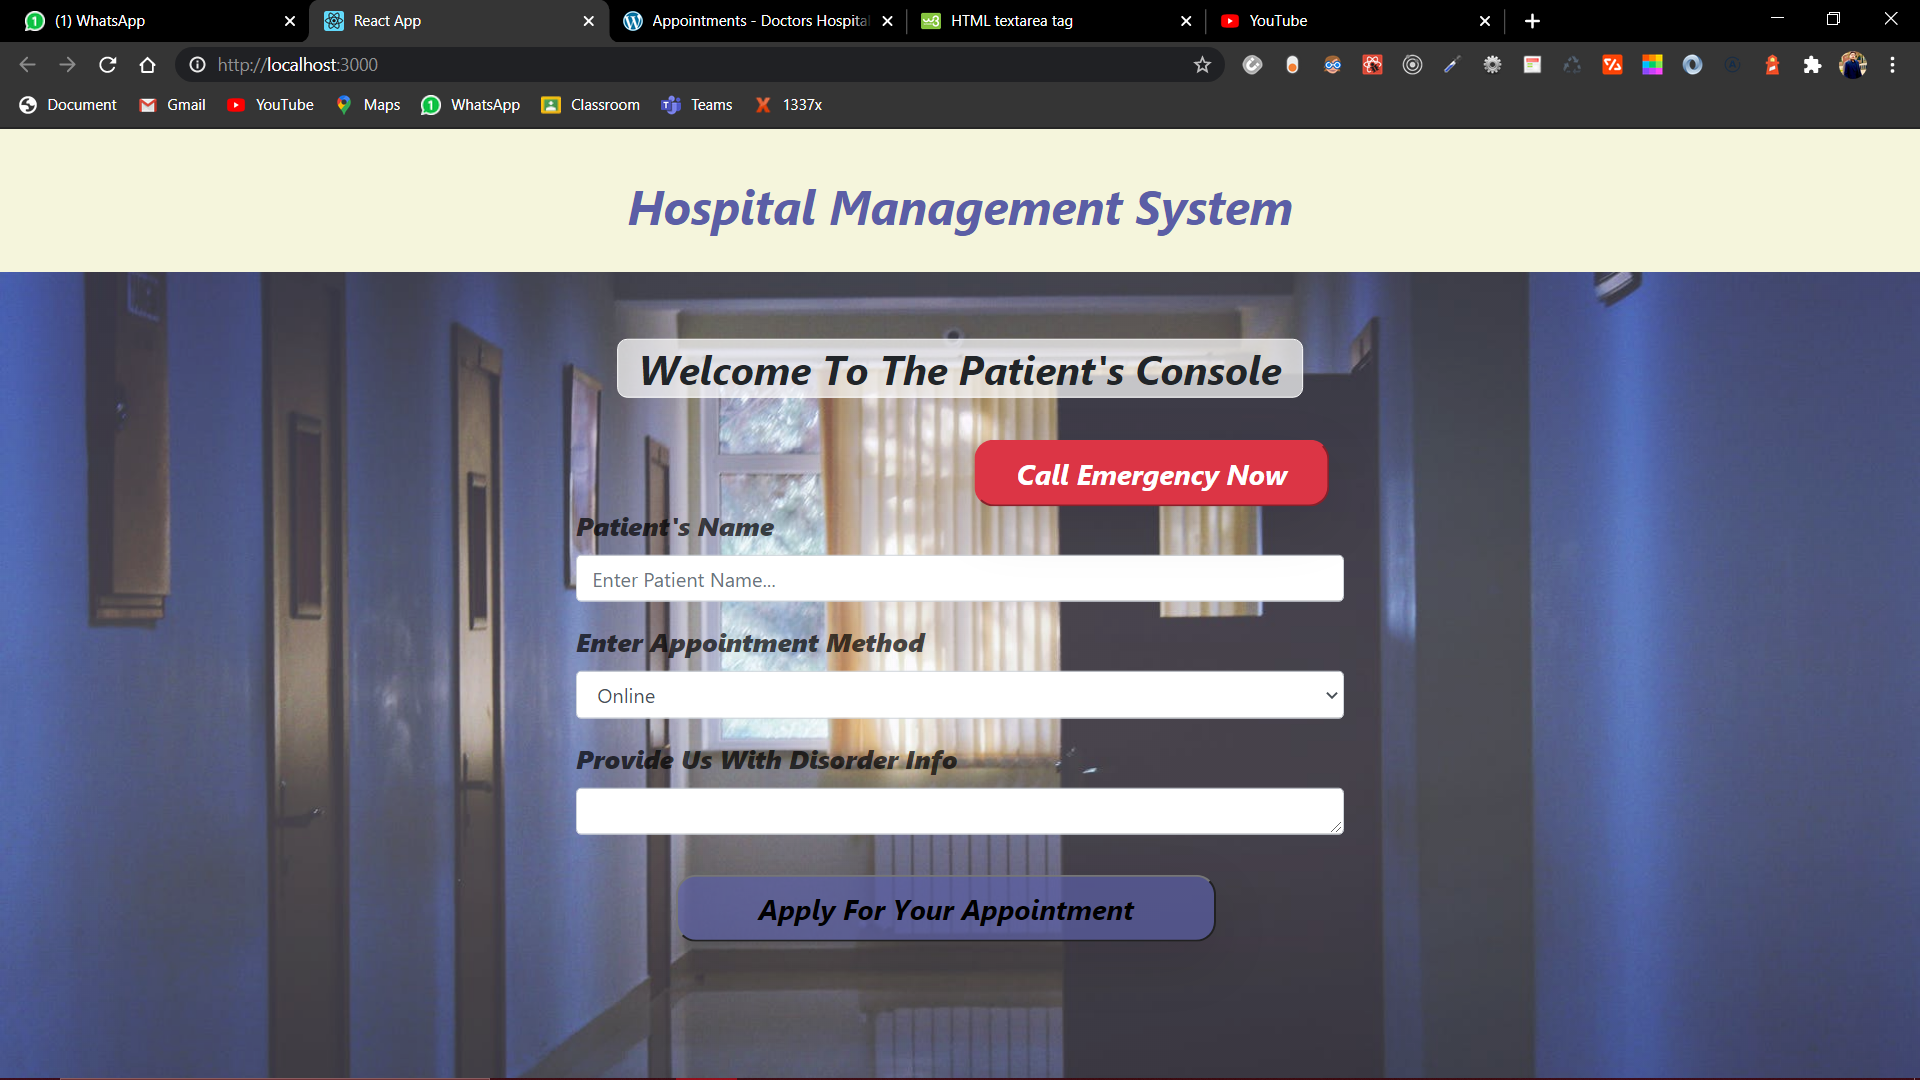 (1) WhatsApp
React App
Appointments - Doctors Hospital
HTML textarea tag
YouTube
http://localhost:3000
Document
Gmail
YouTube
Maps
WhatsApp
Classroom
Teams
1337x
Hospital Management System
Welcome To The Patient's Console
Call Emergency Now
Patient's Name
Enter Patient Name...
Enter Appointment Method
Online
Provide Us With Disorder Info
Apply For Your Appointment